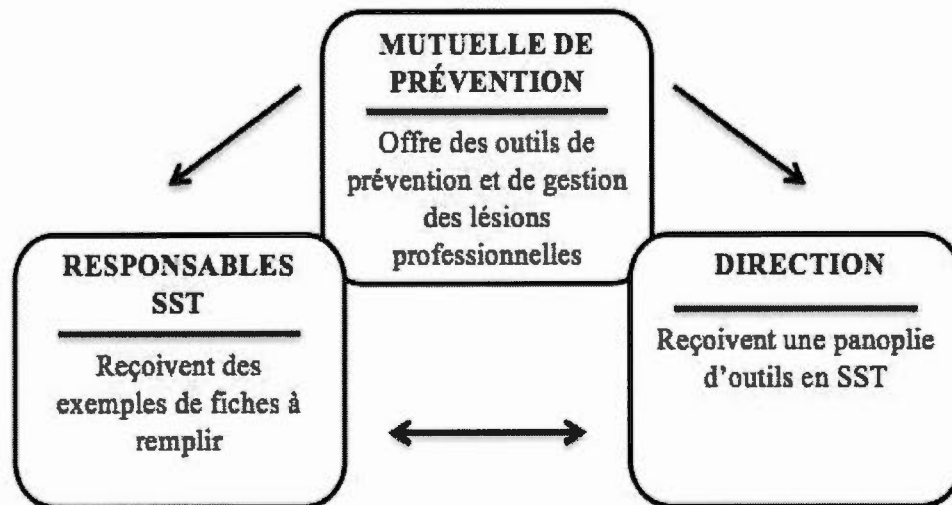 MUTUELLE DE
PRÉVENTION
Offre des outils de
prévention et de gestion
des lésions
professionnelles
RESPONSABLES
SST
Reçoivent des
exemples de fiches à
remplir
DIRECTION
Reçoivent une panoplie
d'outils en SST